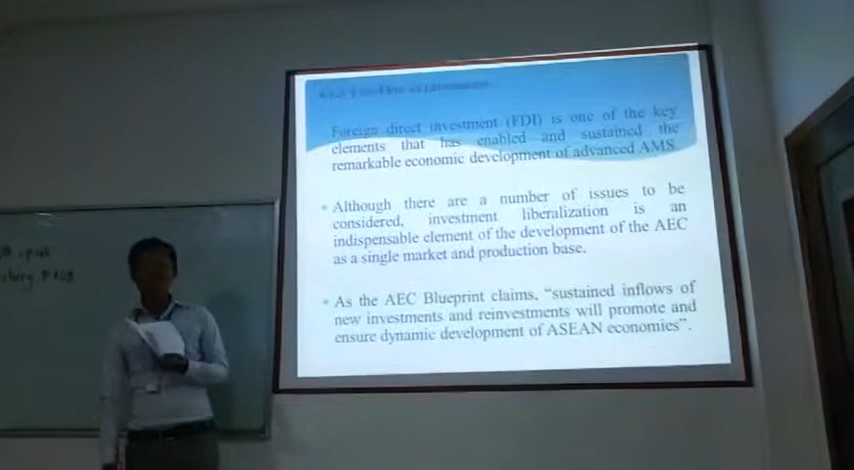 Foreign direct investment (FDI) is one of the key
elements that has enabled and sustained the
remarkable economic development of advanced AMS.
• Although there are a number of issues to be
considered, investment liberalization is an
indispensable element of the development of the AEC
as a single market and production base.
• As the AEC Blueprint claims, “sustained inflows of
new investments and reinvestments will promote and
ensure dynamic development of ASEAN economies”.